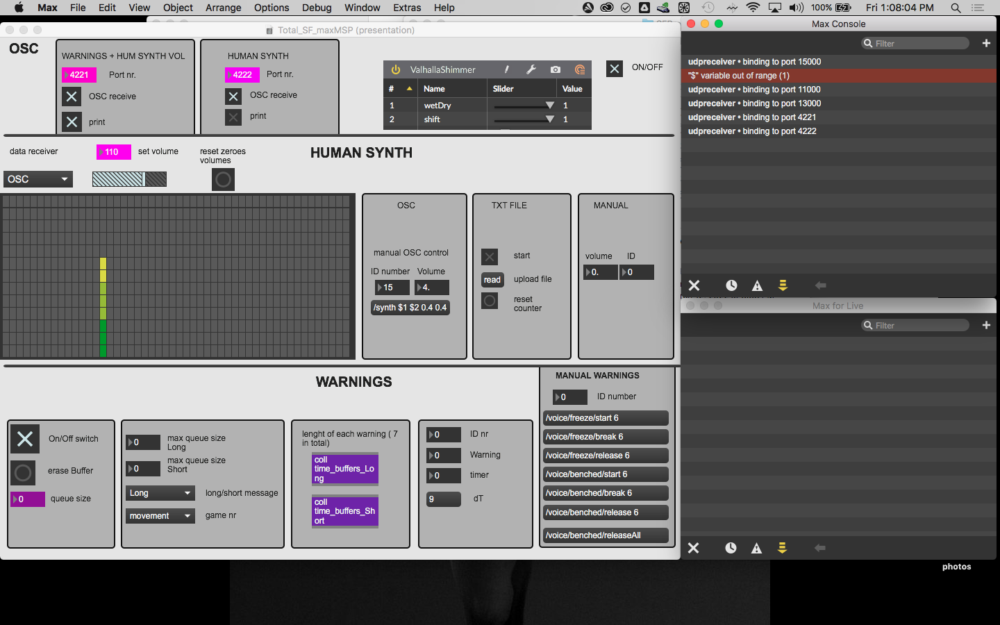 Max File Edit View Object Arrange Options Debug Window Extras Help
100% Fri 1:08:04 PM
Total_SF_maxMSP (presentation)
OSC
WARNINGS + HUM SYNTH VOL
4221 Port nr.
OSC receive
print
HUMAN SYNTH
4222 Port nr.
OSC receive
print
ValhallaShimmer
# Name Slider Value
1 wetDry 1
2 shift 1
ON/OFF
data receiver
OSC
110 set volume
reset zeroes
volumes
HUMAN SYNTH
OSC
manual OSC control
ID number Volume
15 4.
/synth $1 $2 0.4 0.4
TXT FILE
start
read upload file
reset
counter
MANUAL
volume ID
0. 0
WARNINGS
On/Off switch
erase Buffer
0 queue size
0 max queue size
Long
0 max queue size
Short
Long long/short message
movement game nr
lenght of each warning ( 7
in total)
coll
time_buffers_Lo
ng
coll
time_buffers_Sh
ort
0 ID nr
0 Warning
0 timer
9 dT
MANUAL WARNINGS
0 ID number
/voice/freeze/start 6
/voice/freeze/break 6
/voice/freeze/release 6
/voice/benched/start 6
/voice/benched/break 6
/voice/benched/release 6
/voice/benched/releaseAll
Max Console
Filter
udpreceiver • binding to port 15000
"$" variable out of range (1)
udpreceiver • binding to port 11000
udpreceiver • binding to port 13000
udpreceiver • binding to port 4221
udpreceiver • binding to port 4222
Max for Live
Filter
photos